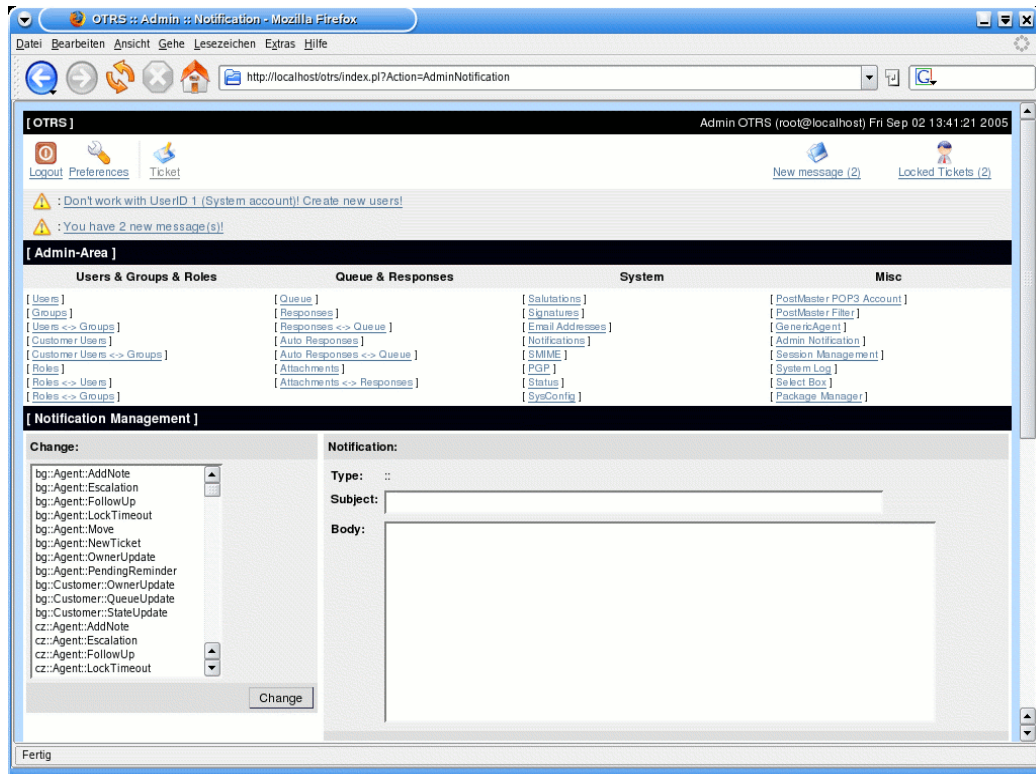 OTRS :: Admin :: Notification - Mozilla Firefox
Datei Bearbeiten Ansicht Gehe Lesezeichen Extras Hilfe
http://localhost/otrs/index.pl?Action=AdminNotification
G
[ OTRS ] Admin OTRS (root@localhost) Fri Sep 02 13:41:21 2005
Logout Preferences Ticket New message (2) Locked Tickets (2)
: Don't work with UserID 1 (System account)! Create new users!
: You have 2 new message(s)!
[ Admin-Area ]
Users & Groups & Roles Queue & Responses System Misc
[ Users ] [ Queue ] [ Salutations ] [ PostMaster POP3 Account ]
[ Groups ] [ Responses ] [ Signatures ] [ PostMaster Filter ]
[ Users <-> Groups ] [ Responses <-> Queue ] [ Email Addresses ] [ GenericAgent ]
[ Customer Users ] [ Auto Responses ] [ Notifications ] [ Admin Notification ]
[ Customer Users <-> Groups ] [ Auto Responses <-> Queue ] [ SMIME ] [ Session Management ]
[ Roles ] [ Attachments ] [ PGP ] [ System Log ]
[ Roles <-> Users ] [ Attachments <-> Responses ] [ Status ] [ Select Box ]
[ Roles <-> Groups ] [ SysConfig ] [ Package Manager ]
[ Notification Management ]
Change:
bg::Agent::AddNote
bg::Agent::Escalation
bg::Agent::FollowUp
bg::Agent::LockTimeout
bg::Agent::Move
bg::Agent::NewTicket
bg::Agent::OwnerUpdate
bg::Agent::PendingReminder
bg::Customer::OwnerUpdate
bg::Customer::QueueUpdate
bg::Customer::StateUpdate
cz::Agent::AddNote
cz::Agent::Escalation
cz::Agent::FollowUp
cz::Agent::LockTimeout
Change
Notification:
Type: ::
Subject:
Body:
Fertig